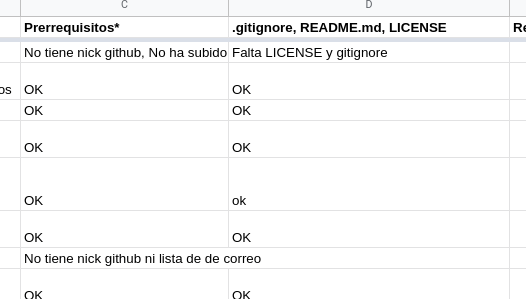 C D
Prerrequisitos* .gitignore, README.md, LICENSE Re
No tiene nick github, No ha subido Falta LICENSE y gitignore
os OK OK
OK OK
OK OK
OK ok
OK OK
No tiene nick github ni lista de de correo
OK OK